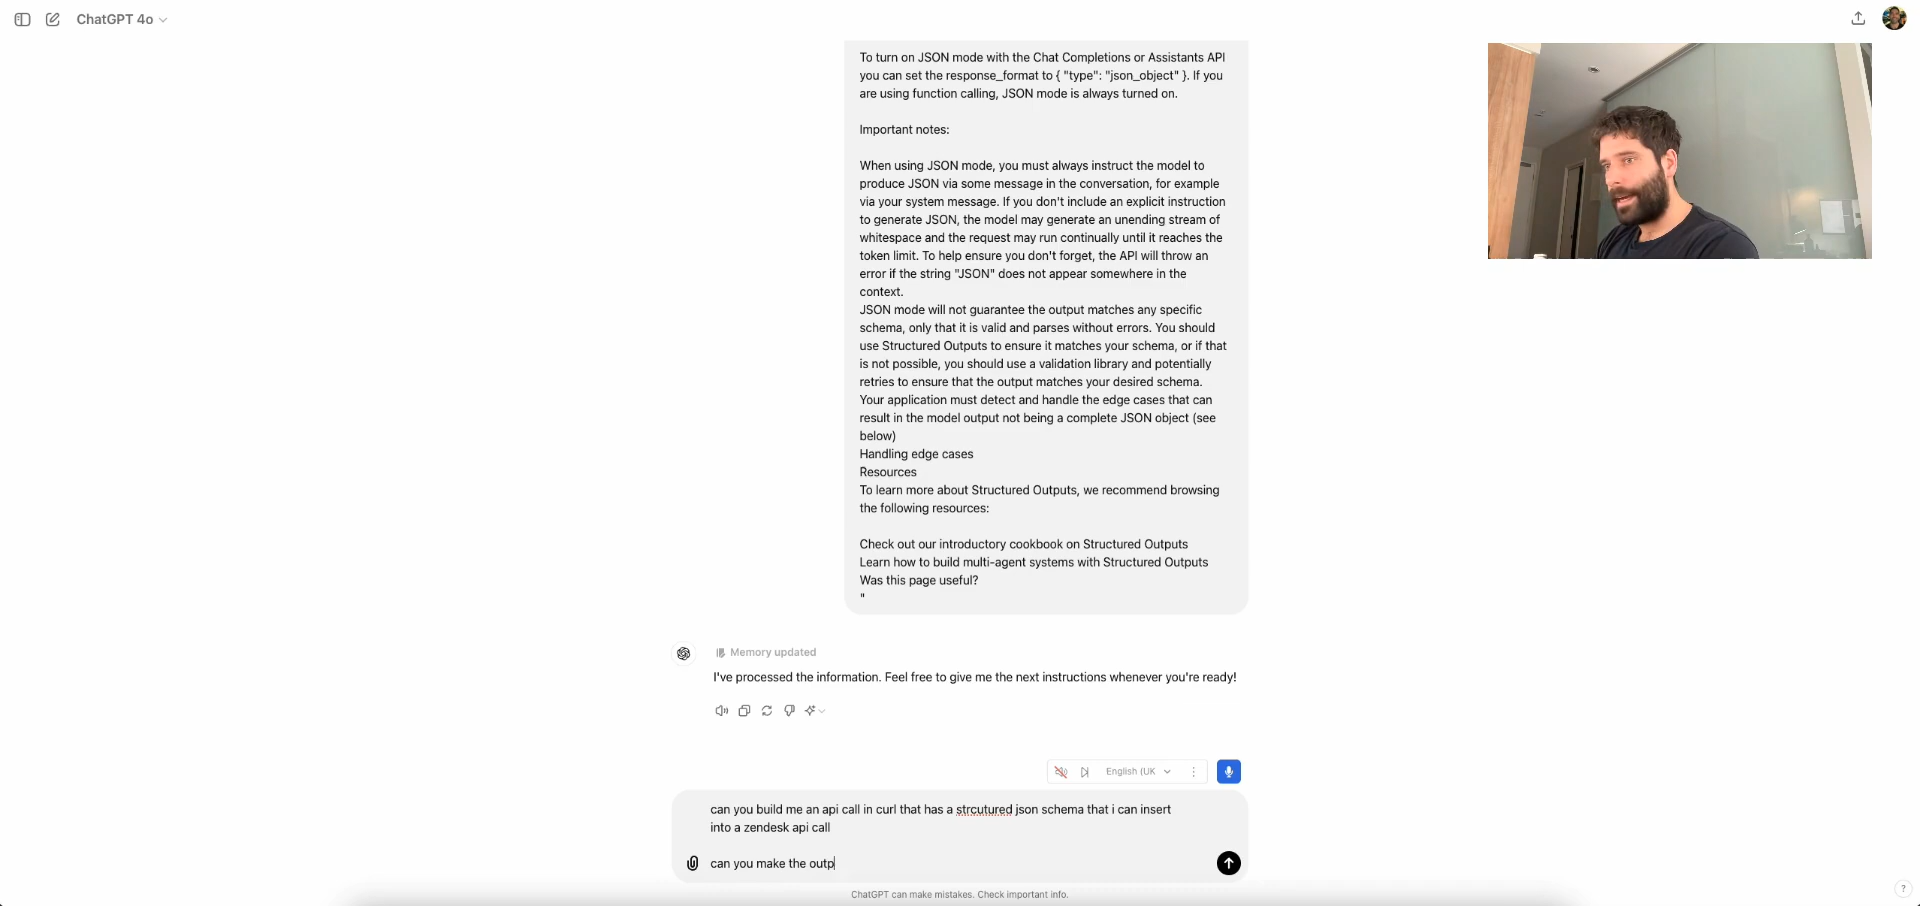 ChatGPT 4o
To turn on JSON mode with the Chat Completions or Assistants API
you can set the response_format to { "type": "json_object" }. If you
are using function calling, JSON mode is always turned on.
Important notes:
When using JSON mode, you must always instruct the model to
produce JSON via some message in the conversation, for example
via your system message. If you don't include an explicit instruction
to generate JSON, the model may generate an unending stream of
whitespace and the request may run continually until it reaches the
token limit. To help ensure you don't forget, the API will throw an
error if the string "JSON" does not appear somewhere in the
context.
JSON mode will not guarantee the output matches any specific
schema, only that it is valid and parses without errors. You should
use Structured Outputs to ensure it matches your schema, or if that
is not possible, you should use a validation library and potentially
retries to ensure that the output matches your desired schema.
Your application must detect and handle the edge cases that can
result in the model output not being a complete JSON object (see
below)
Handling edge cases
Resources
To learn more about Structured Outputs, we recommend browsing
the following resources:
Check out our introductory cookbook on Structured Outputs
Learn how to build multi-agent systems with Structured Outputs
Was this page useful?
"
Memory updated
I've processed the information. Feel free to give me the next instructions whenever you're ready!
English (UK
can you build me an api call in curl that has a strcutured json schema that i can insert
into a zendesk api call
can you make the outp
ChatGPT can make mistakes. Check important info.
?